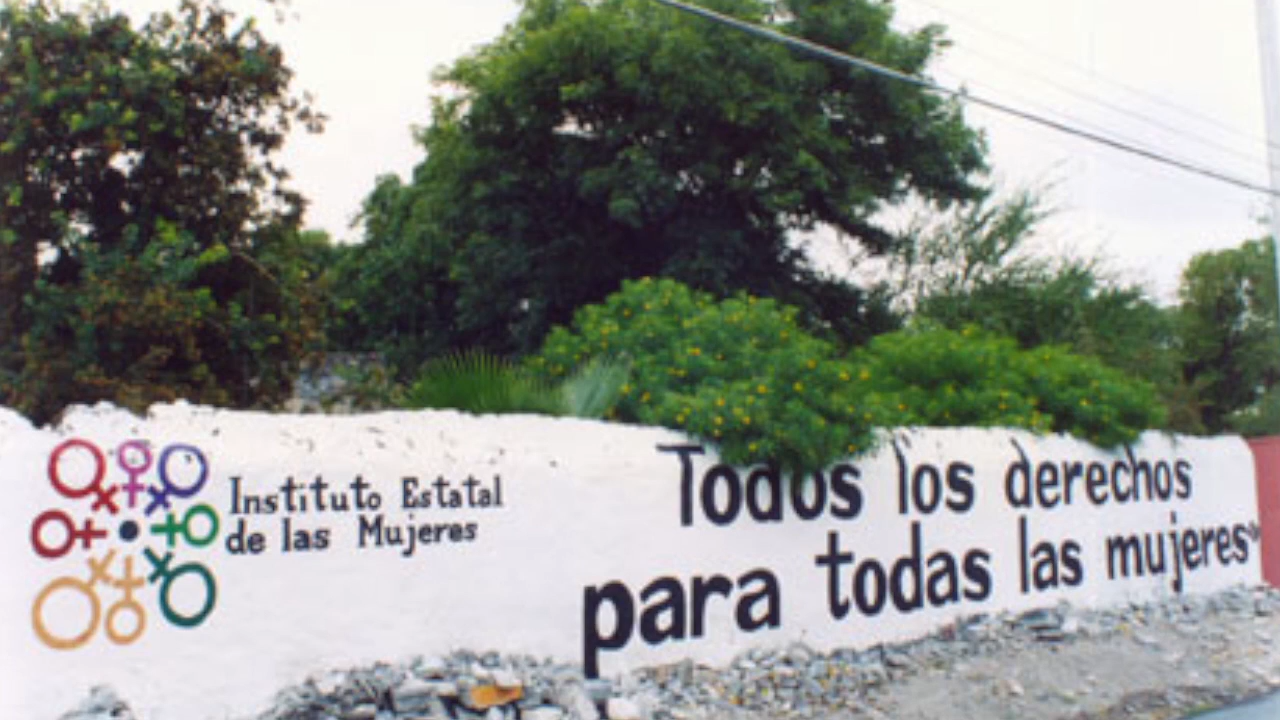 Instituto Estatal
de las Mujeres
Todos los derechos
para todas las mujeres"